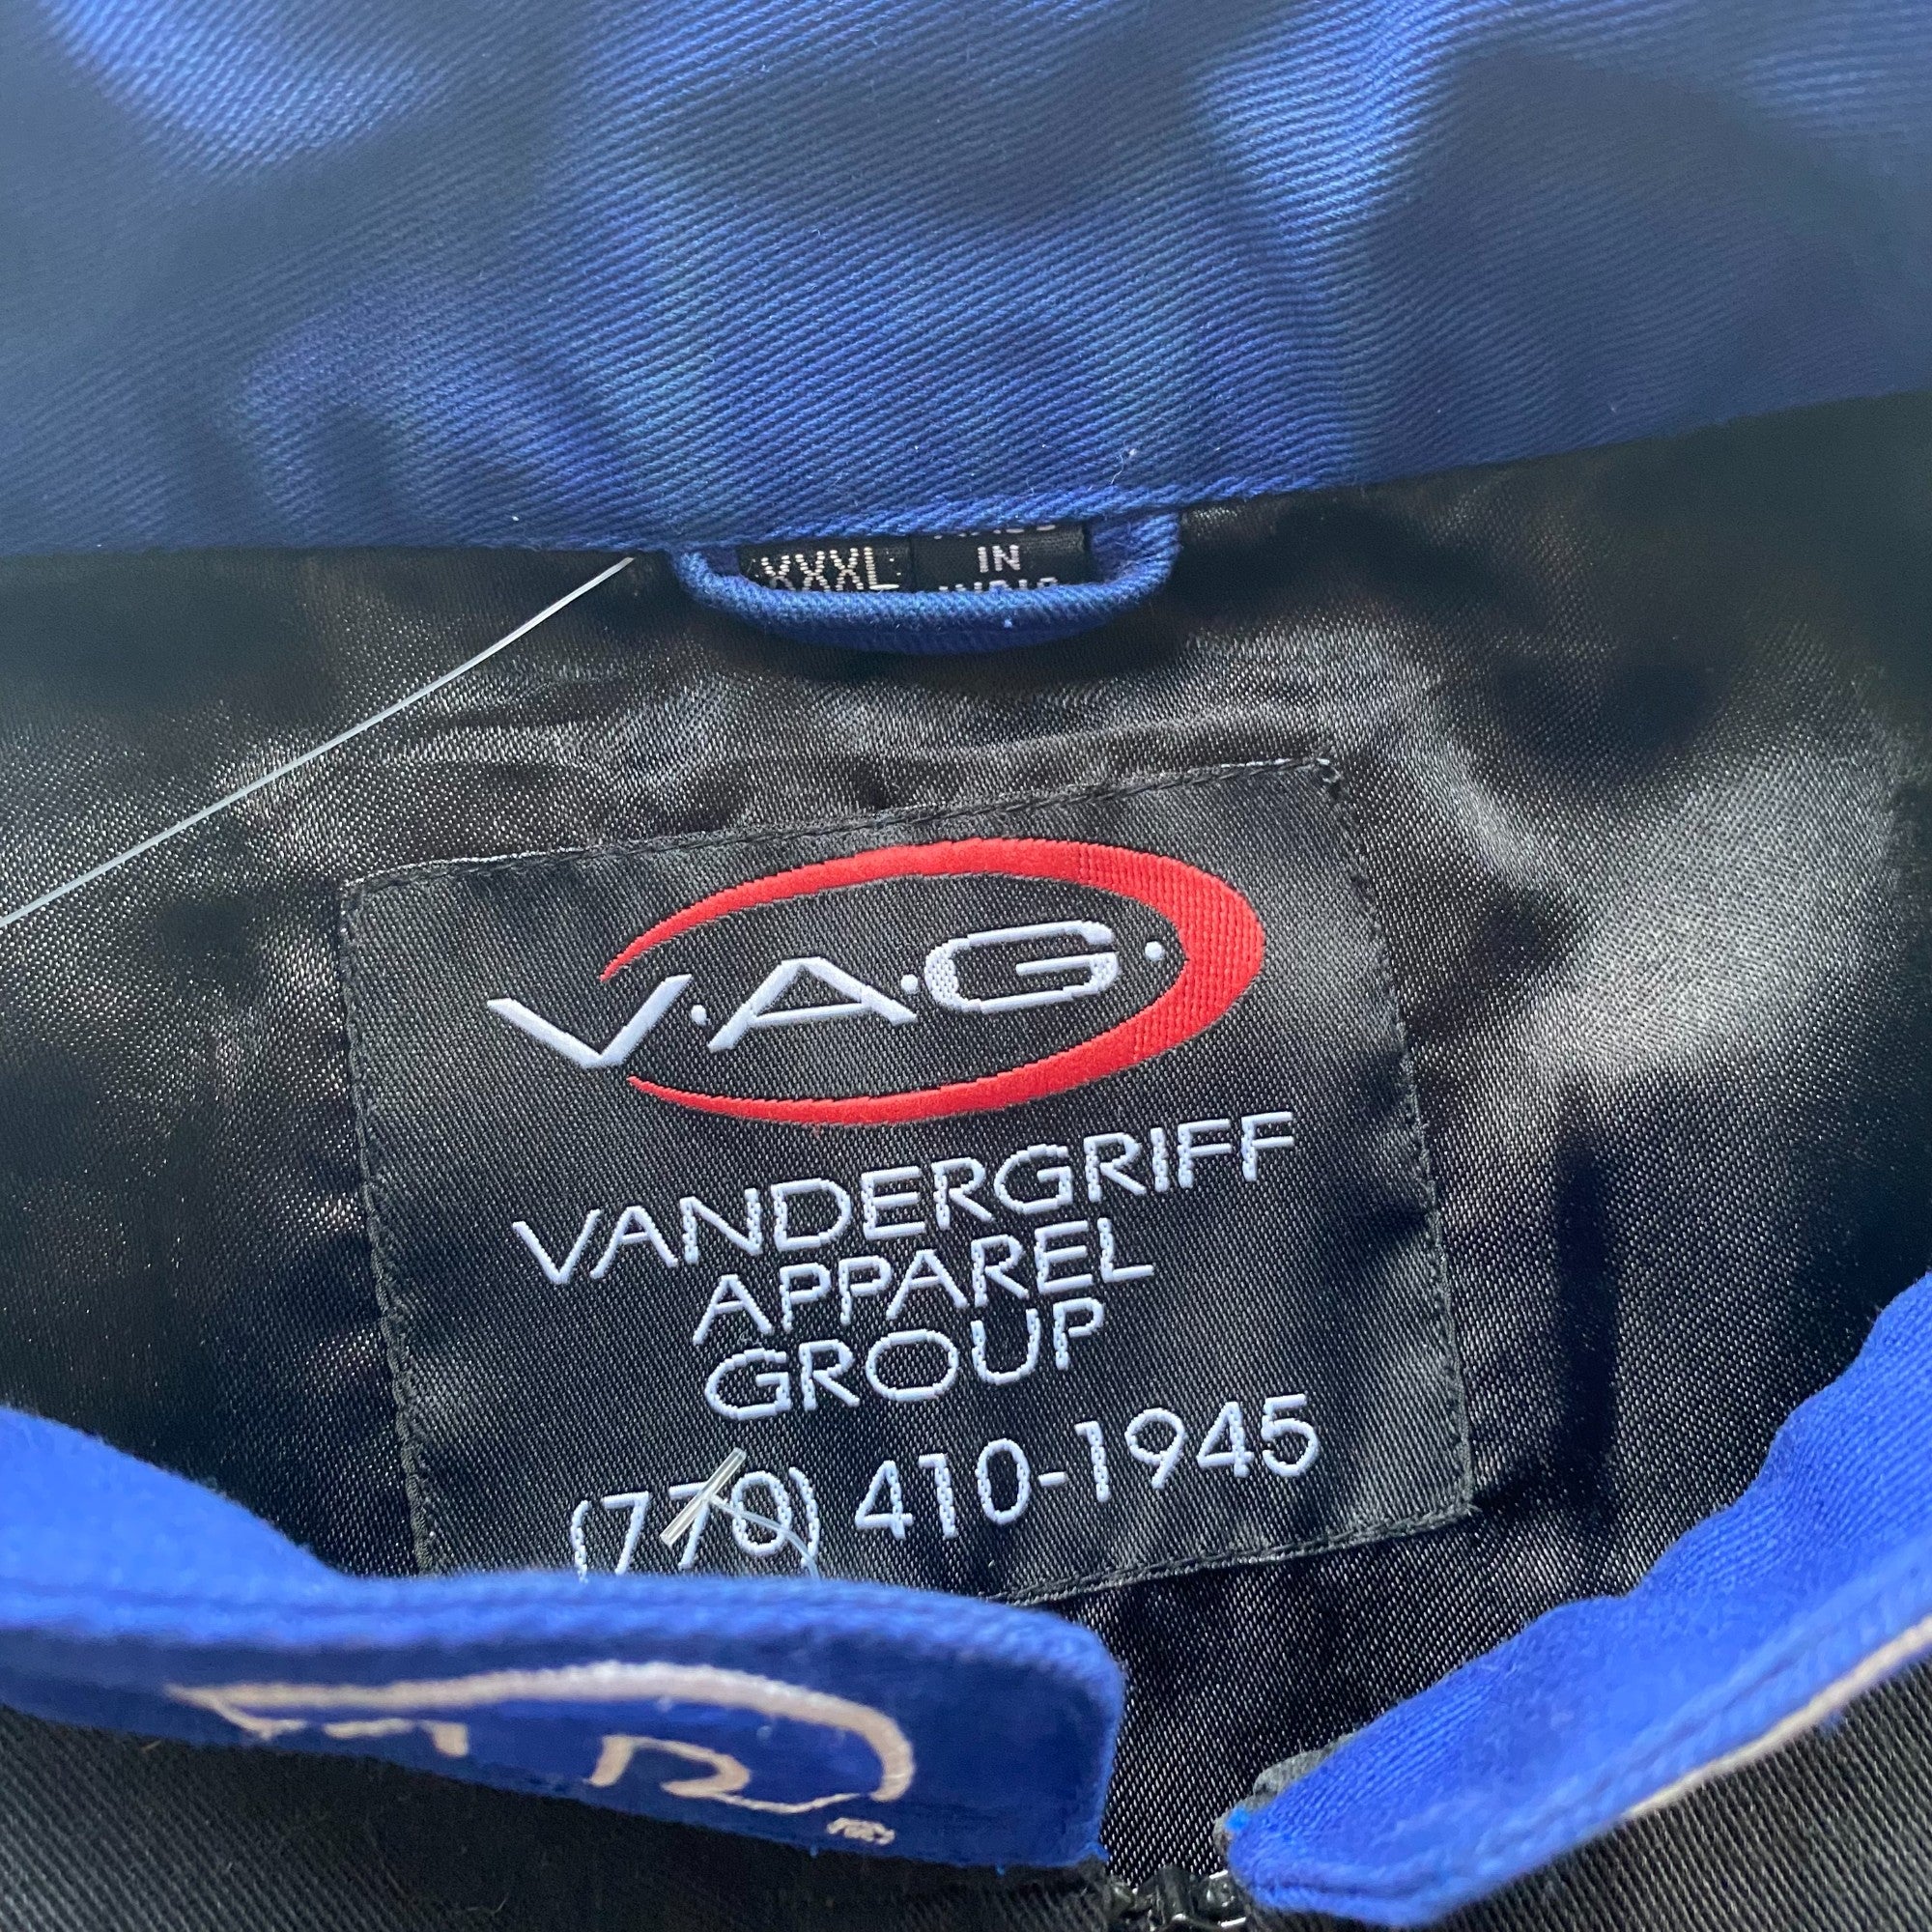 XXXL
IN
V.A.G.
VANDERGRIFF
APPAREL
GROUP
(770) 410-1945